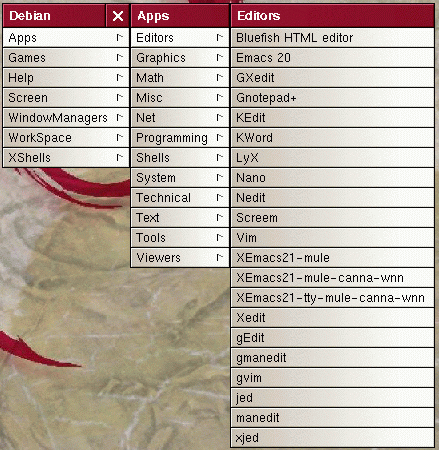 Debian
Apps
Games
Help
Screen
WindowManagers
WorkSpace
XShells
Apps
Editors
Graphics
Math
Misc
Net
Programming
Shells
System
Technical
Text
Tools
Viewers
Editors
Bluefish HTML editor
Emacs 20
GXedit
Gnotepad+
KEdit
KWord
LyX
Nano
Nedit
Screem
Vim
XEmacs21-mule
XEmacs21-mule-canna-wnn
XEmacs21-tty-mule-canna-wnn
Xedit
gEdit
gmanedit
gvim
jed
manedit
xjed